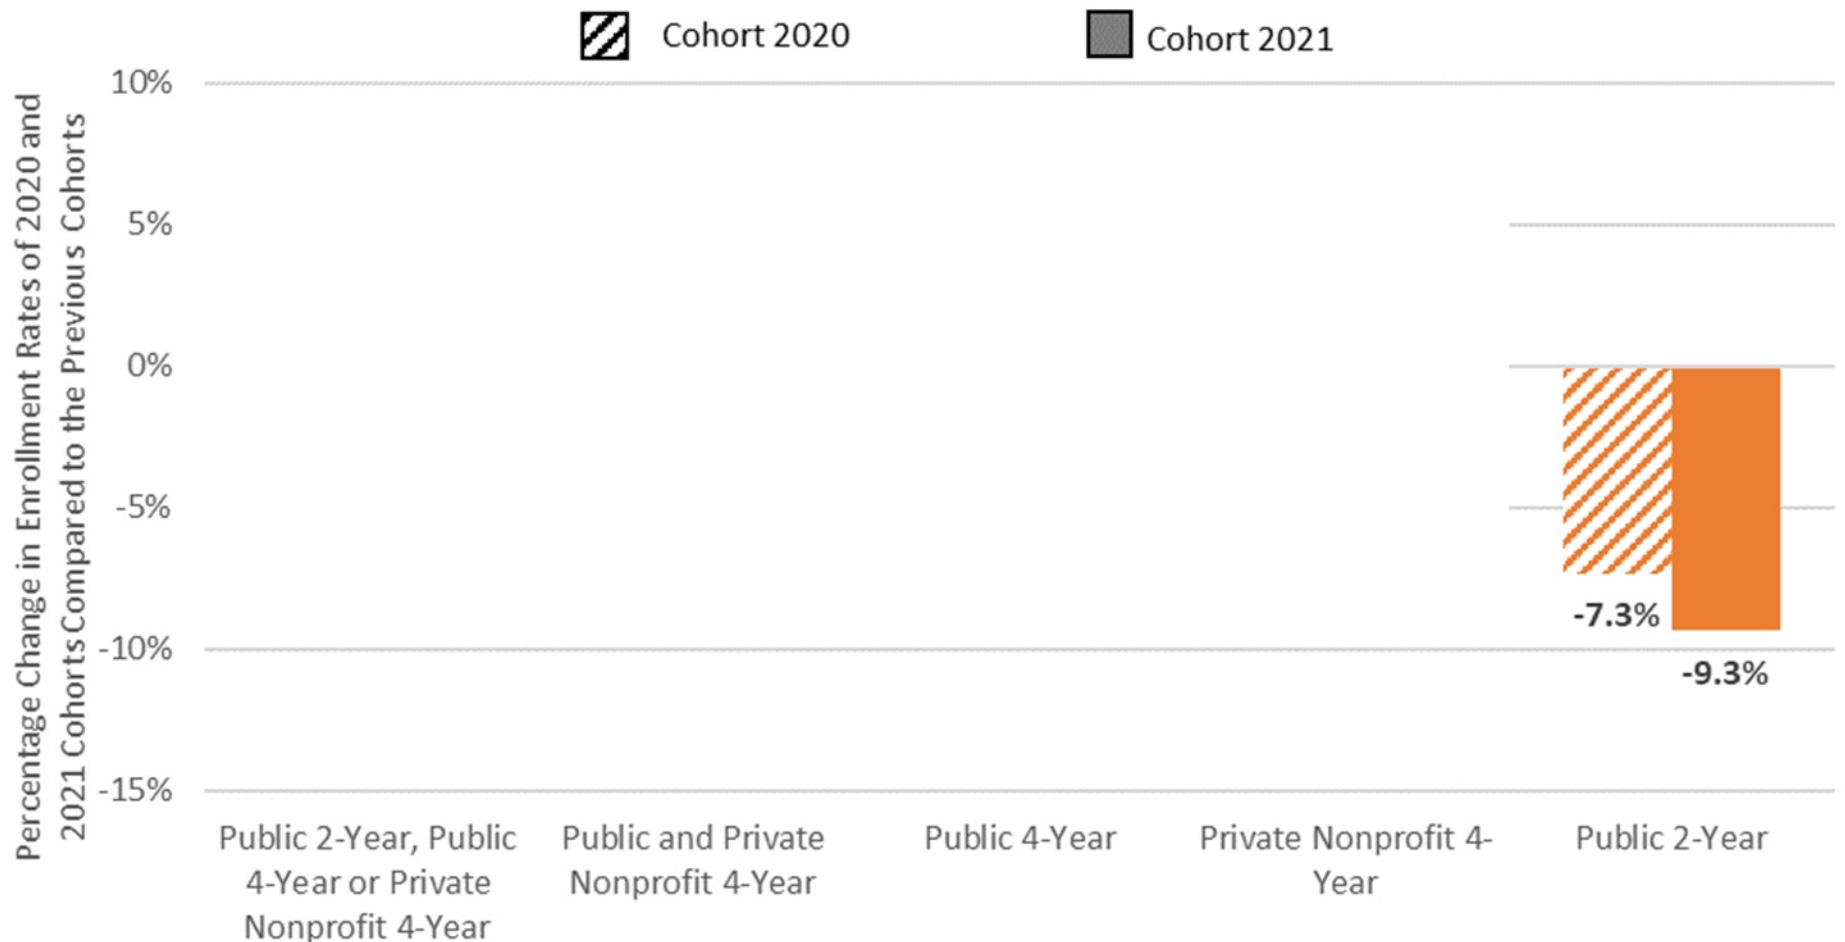 Cohort 2020
Cohort 2021
Percentage Change in Enrollment Rates of 2020 and
2021 Cohorts Compared to the Previous Cohorts
10%
5%
0%
-5%
-10%
-15%
-7.3%
-9.3%
Public 2-Year, Public
4-Year or Private
Nonprofit 4-Year
Public and Private
Nonprofit 4-Year
Public 4-Year
Private Nonprofit 4-
Year
Public 2-Year